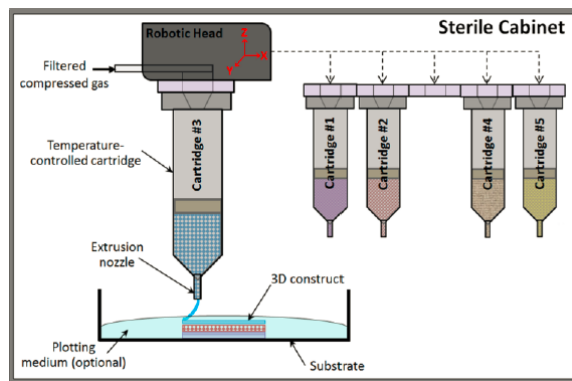 Sterile Cabinet
Robotic Head
Z
X
Y
Filtered
compressed gas
Temperature-
controlled cartridge
Cartridge #3
Cartridge #1
Cartridge #2
Cartridge #4
Cartridge #5
Extrusion
nozzle
3D construct
Plotting
medium (optional)
Substrate